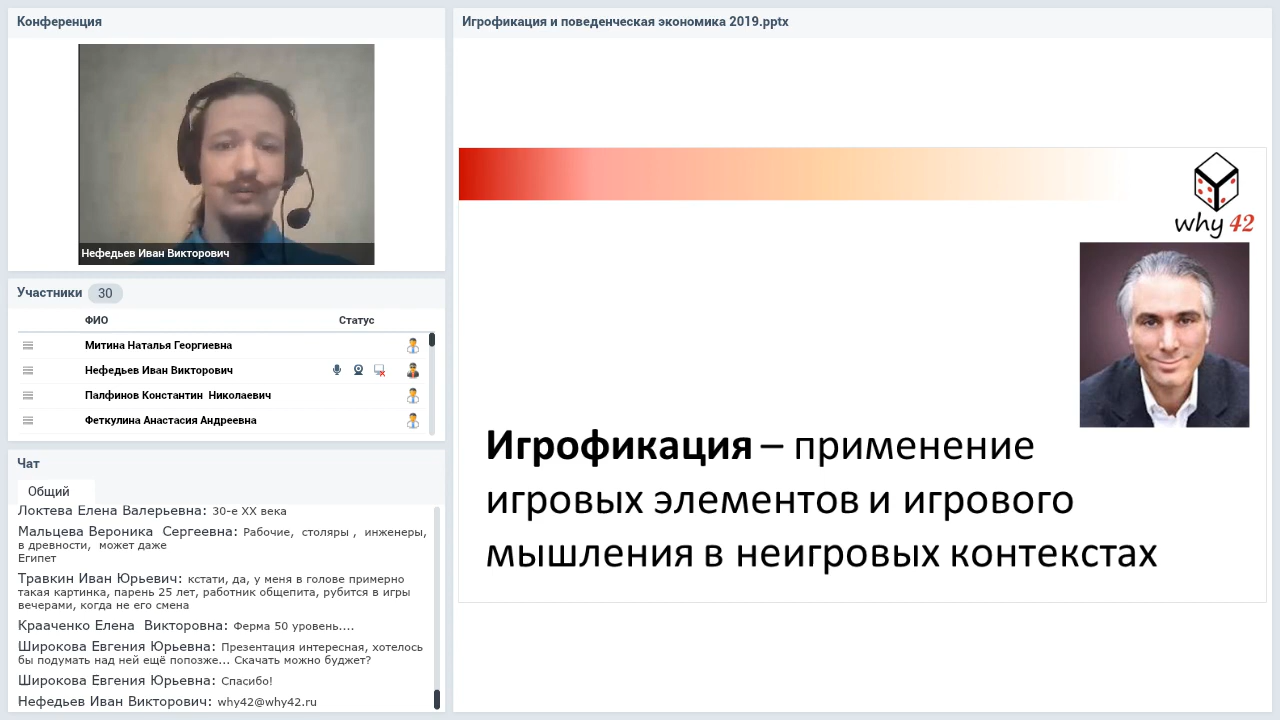 Конференция
Нефедьев Иван Викторович
Участники 30
ФИО Статус
Митина Наталья Георгиевна
Нефедьев Иван Викторович
Палфинов Константин Николаевич
Феткулина Анастасия Андреевна
Чат
Общий
Локтева Елена Валерьевна: 30-е XX века
Мальцева Вероника Сергеевна: Рабочие, столяры , инженеры,
в древности, может даже
Египет
Травкин Иван Юрьевич: кстати, да, у меня в голове примерно
такая картинка, парень 25 лет, работник общепита, рубится в игры
вечерами, когда не его смена
Крааченко Елена Викторовна: Ферма 50 уровень....
Широкова Евгения Юрьевна: Презентация интересная, хотелось
бы подумать над ней ещё попозже... Скачать можно буджет?
Широкова Евгения Юрьевна: Спасибо!
Нефедьев Иван Викторович: why42@why42.ru
Игрофикация и поведенческая экономика 2019.pptx
why 42
Игрофикация – применение
игровых элементов и игрового
мышления в неигровых контекстах